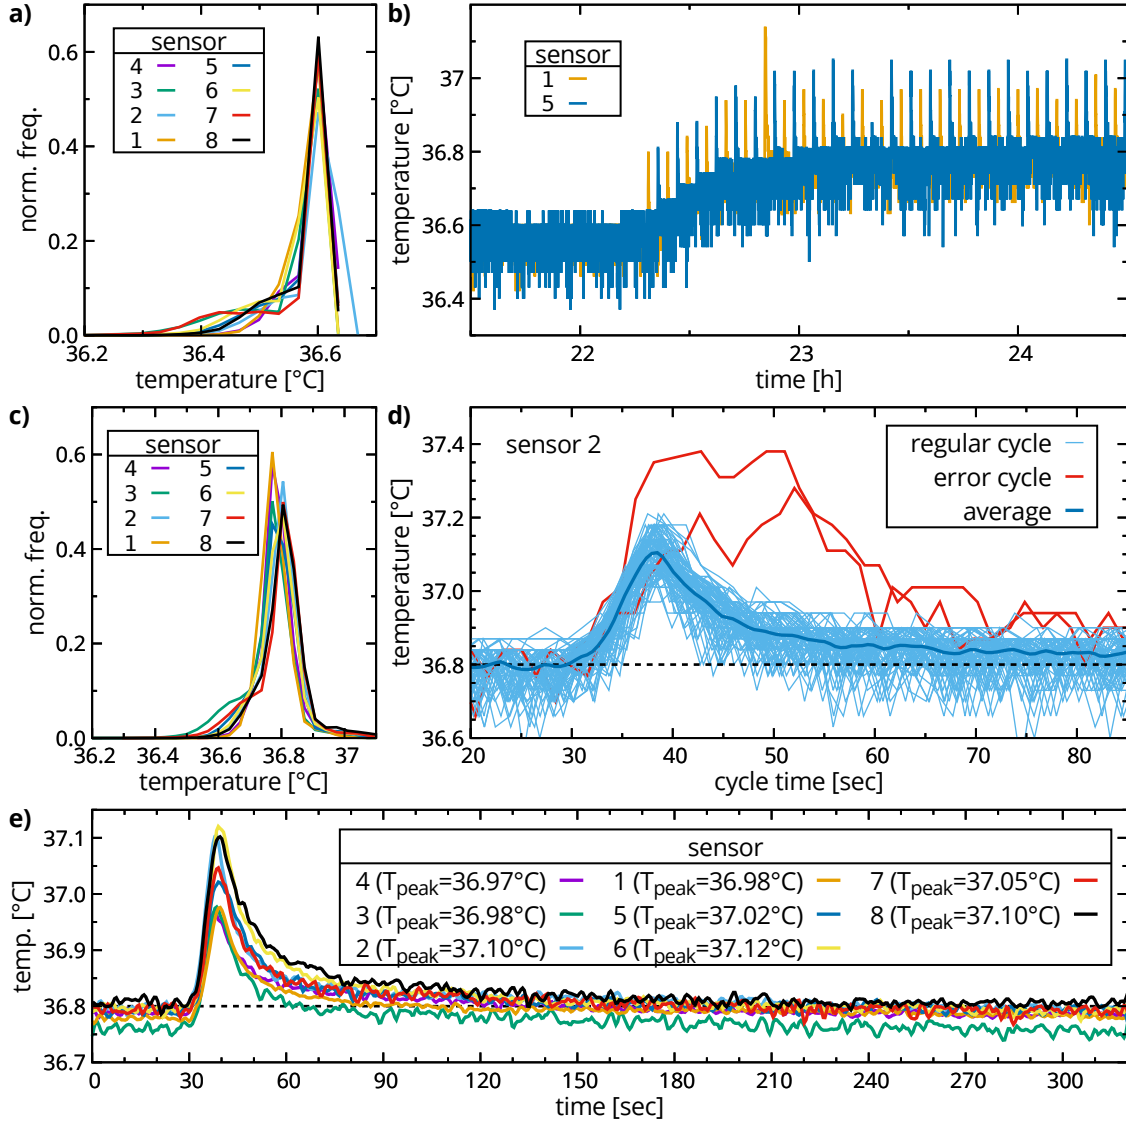 a)
norm. freq.
0.6
0.4
0.2
0.0
sensor
4 5
3 6
2 7
1 8
36.2 36.4 36.6
temperature [°C]
b)
temperature [°C]
37
36.8
36.6
36.4
sensor
1
5
22 23 24
time [h]
c)
norm. freq.
0.6
0.4
0.2
0.0
sensor
4 5
3 6
2 7
1 8
36.2 36.4 36.6 36.8 37
temperature [°C]
d)
temperature [°C]
37.4
37.2
37.0
36.8
36.6
sensor 2
regular cycle
error cycle
average
20 30 40 50 60 70 80
cycle time [sec]
e)
temp. [°C]
37.1
37.0
36.9
36.8
36.7
sensor
4 (Tpeak=36.97°C) 1 (Tpeak=36.98°C) 7 (Tpeak=37.05°C)
3 (Tpeak=36.98°C) 5 (Tpeak=37.02°C) 8 (Tpeak=37.10°C)
2 (Tpeak=37.10°C) 6 (Tpeak=37.12°C)
0 30 60 90 120 150 180 210 240 270 300
time [sec]